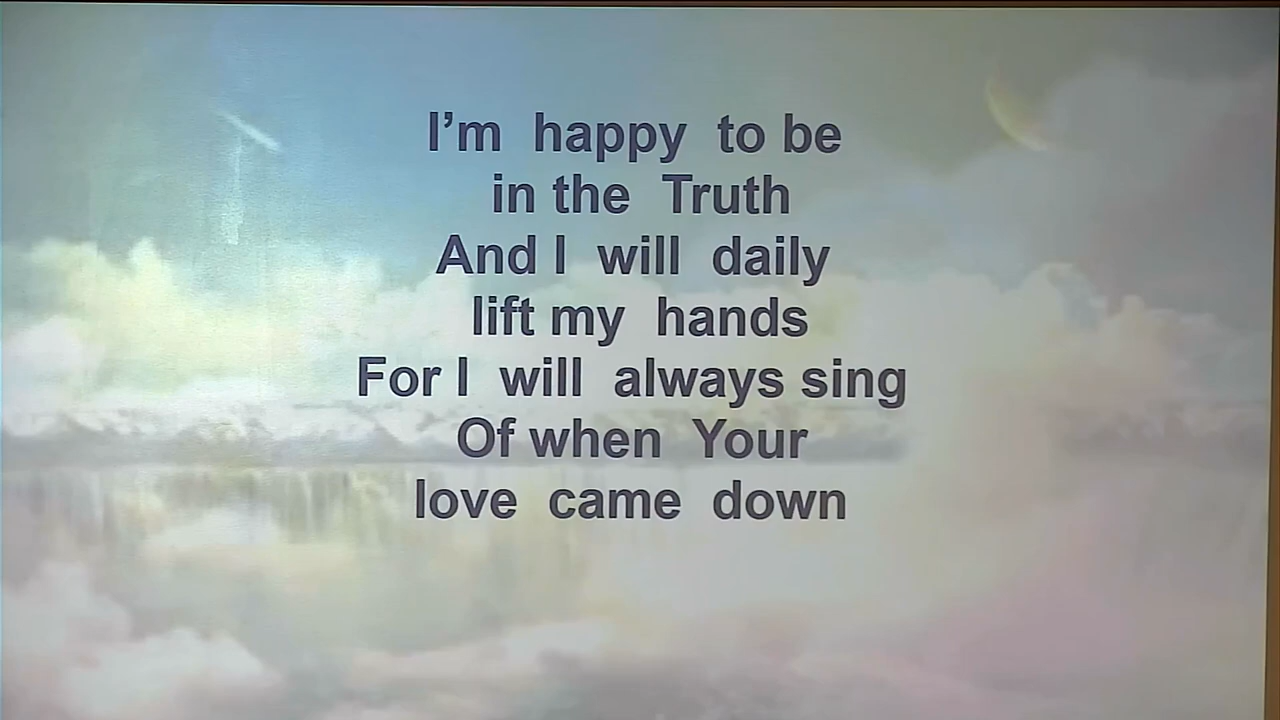 I’m happy to be
in the Truth
And I will daily
lift my hands
For I will always sing
Of when Your
love came down